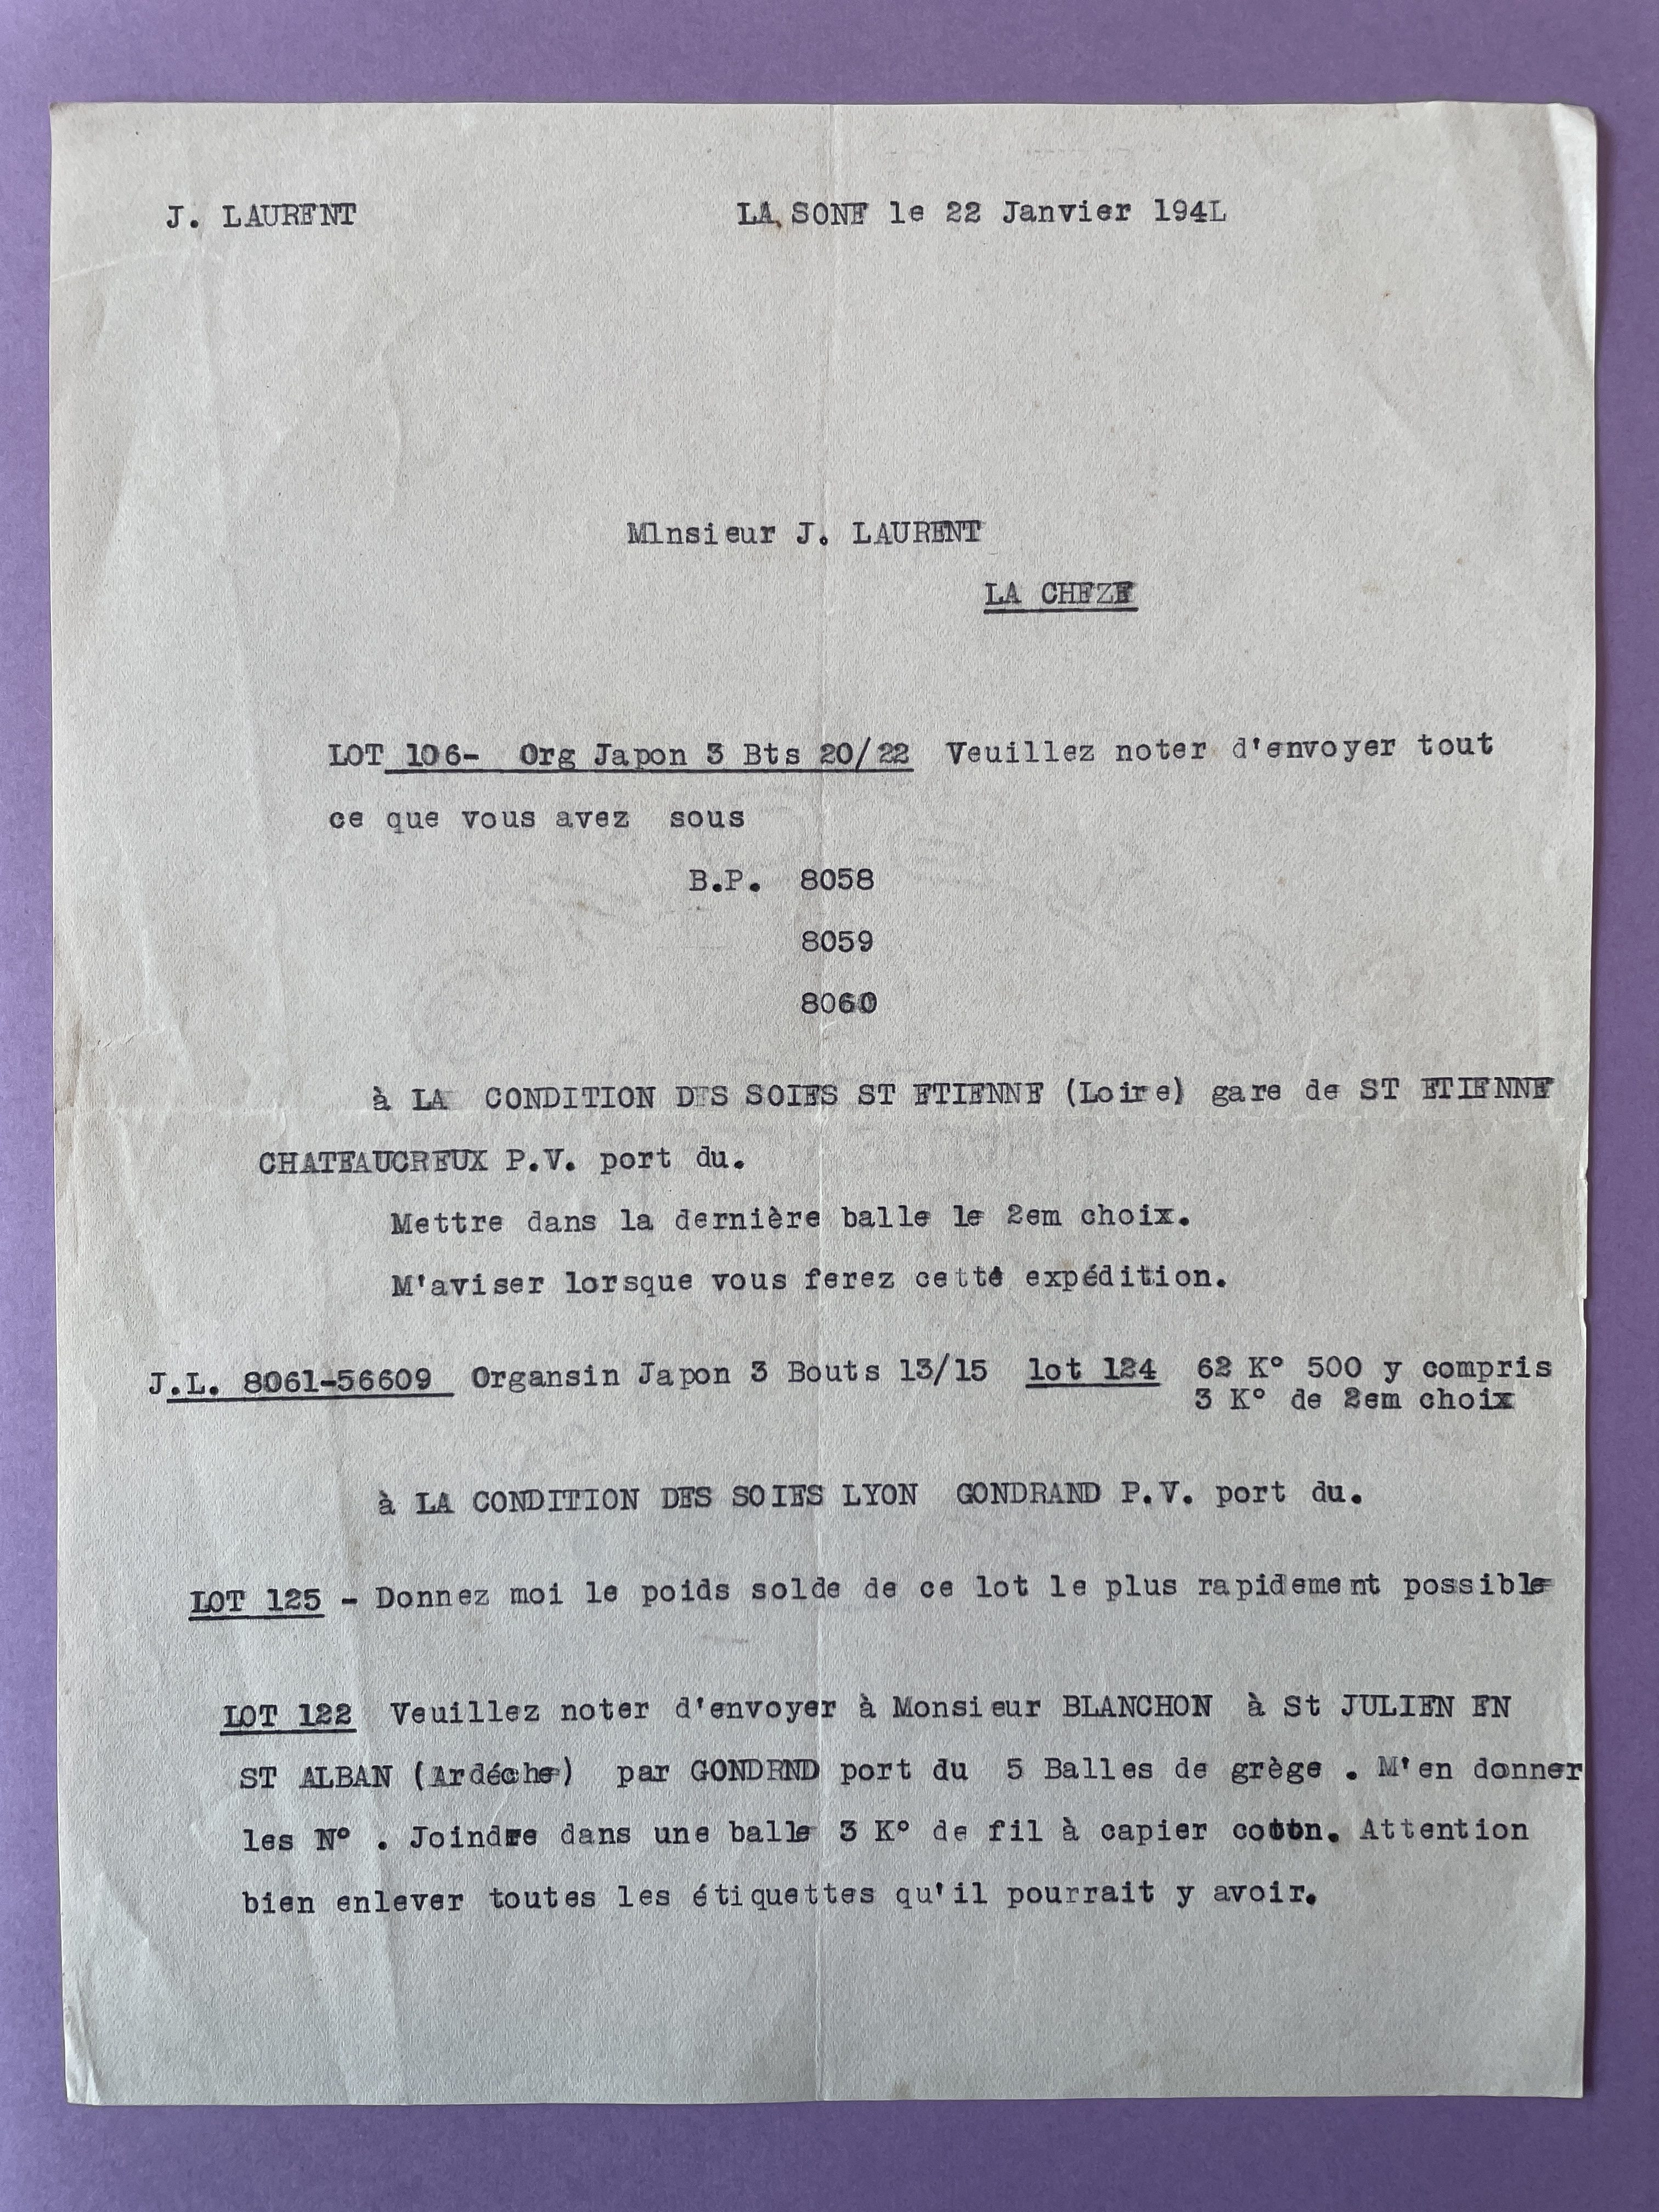 J. LAURENT LA SONE le 22 Janvier 194L
Mlnsieur J. LAURENT
LA CHEZE
LOT 106- Org Japon 3 Bts 20/22 Veuillez noter d'envoyer tout
ce que vous avez sous
B.P. 8058
8059
8060
à LA CONDITION DES SOIES ST ETIENNE (Loire) gare de ST ETIENNE
CHATEAUCREUX P.V. port du.
Mettre dans la dernière balle le 2em choix.
M'aviser lorsque vous ferez cetté expédition.
J.L. 8061-56609 Organsin Japon 3 Bouts 13/15 lot 124 62 K° 500 y compris
3 K° de 2em choix
à LA CONDITION DES SOIES LYON GONDRAND P.V. port du.
LOT 125 - Donnez moi le poids solde de ce lot le plus rapidement possible
LOT 122 Veuillez noter d'envoyer à Monsieur BLANCHON à St JULIEN EN
ST ALBAN (Ardéche) par GONDRND port du 5 Balles de grège . M'en donner
les N° . Joindre dans une balle 3 K° de fil à capier coton. Attention
bien enlever toutes les étiquettes qu'il pourrait y avoir.